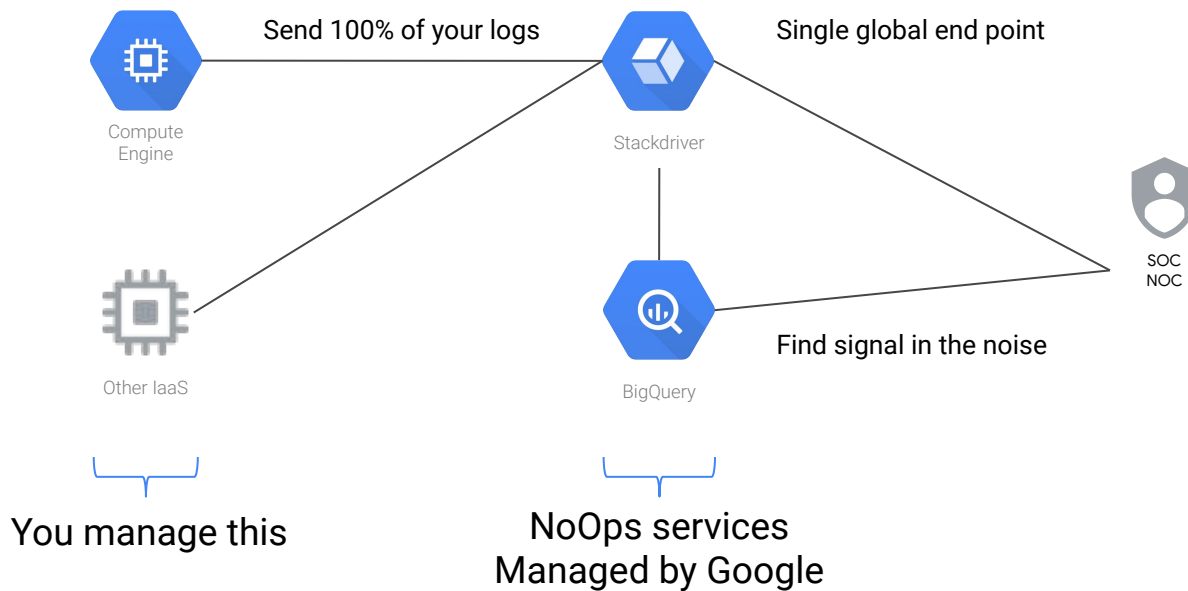 Send 100% of your logs
Single global end point
Compute
Engine
Stackdriver
SOC
NOC
Find signal in the noise
Other IaaS
BigQuery
You manage this
NoOps services
Managed by Google